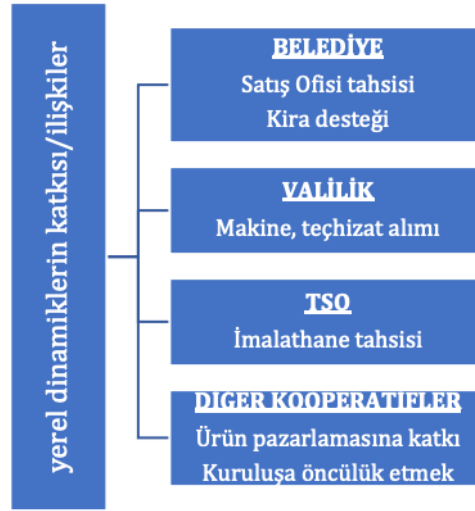 yerel dinamiklerin katkısı/ilişkiler
BELEDİYE
Satış Ofisi tahsisi
Kira desteği
VALİLİK
Makine, teçhizat alımı
TSO
İmalathane tahsisi
DİĞER KOOPERATİFLER
Ürün pazarlamasına katkı
Kuruluşa öncülük etmek